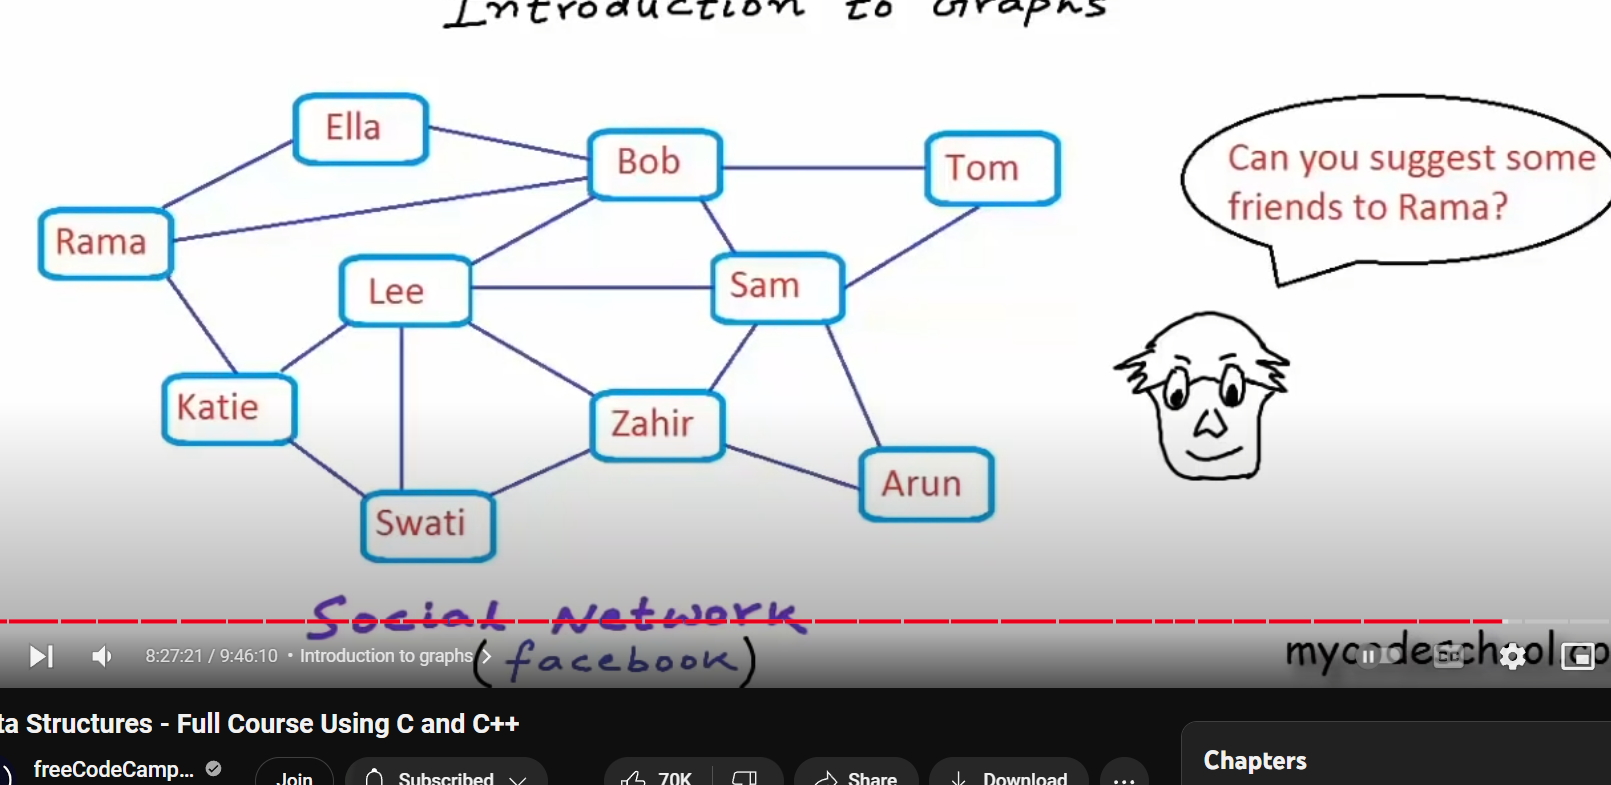 Introduction to Graphs
Ella
Bob
Tom
Can you suggest some
friends to Rama?
Rama
Lee
Sam
Katie
Zahir
Arun
Swati
Social Network
(facebook)
8:27:21 / 9:46:10 • Introduction to graphs
mycodeschool.co
ta Structures - Full Course Using C and C++
freeCodeCamp...
Join
Subscribed
70K
Share
Download
...
Chapters